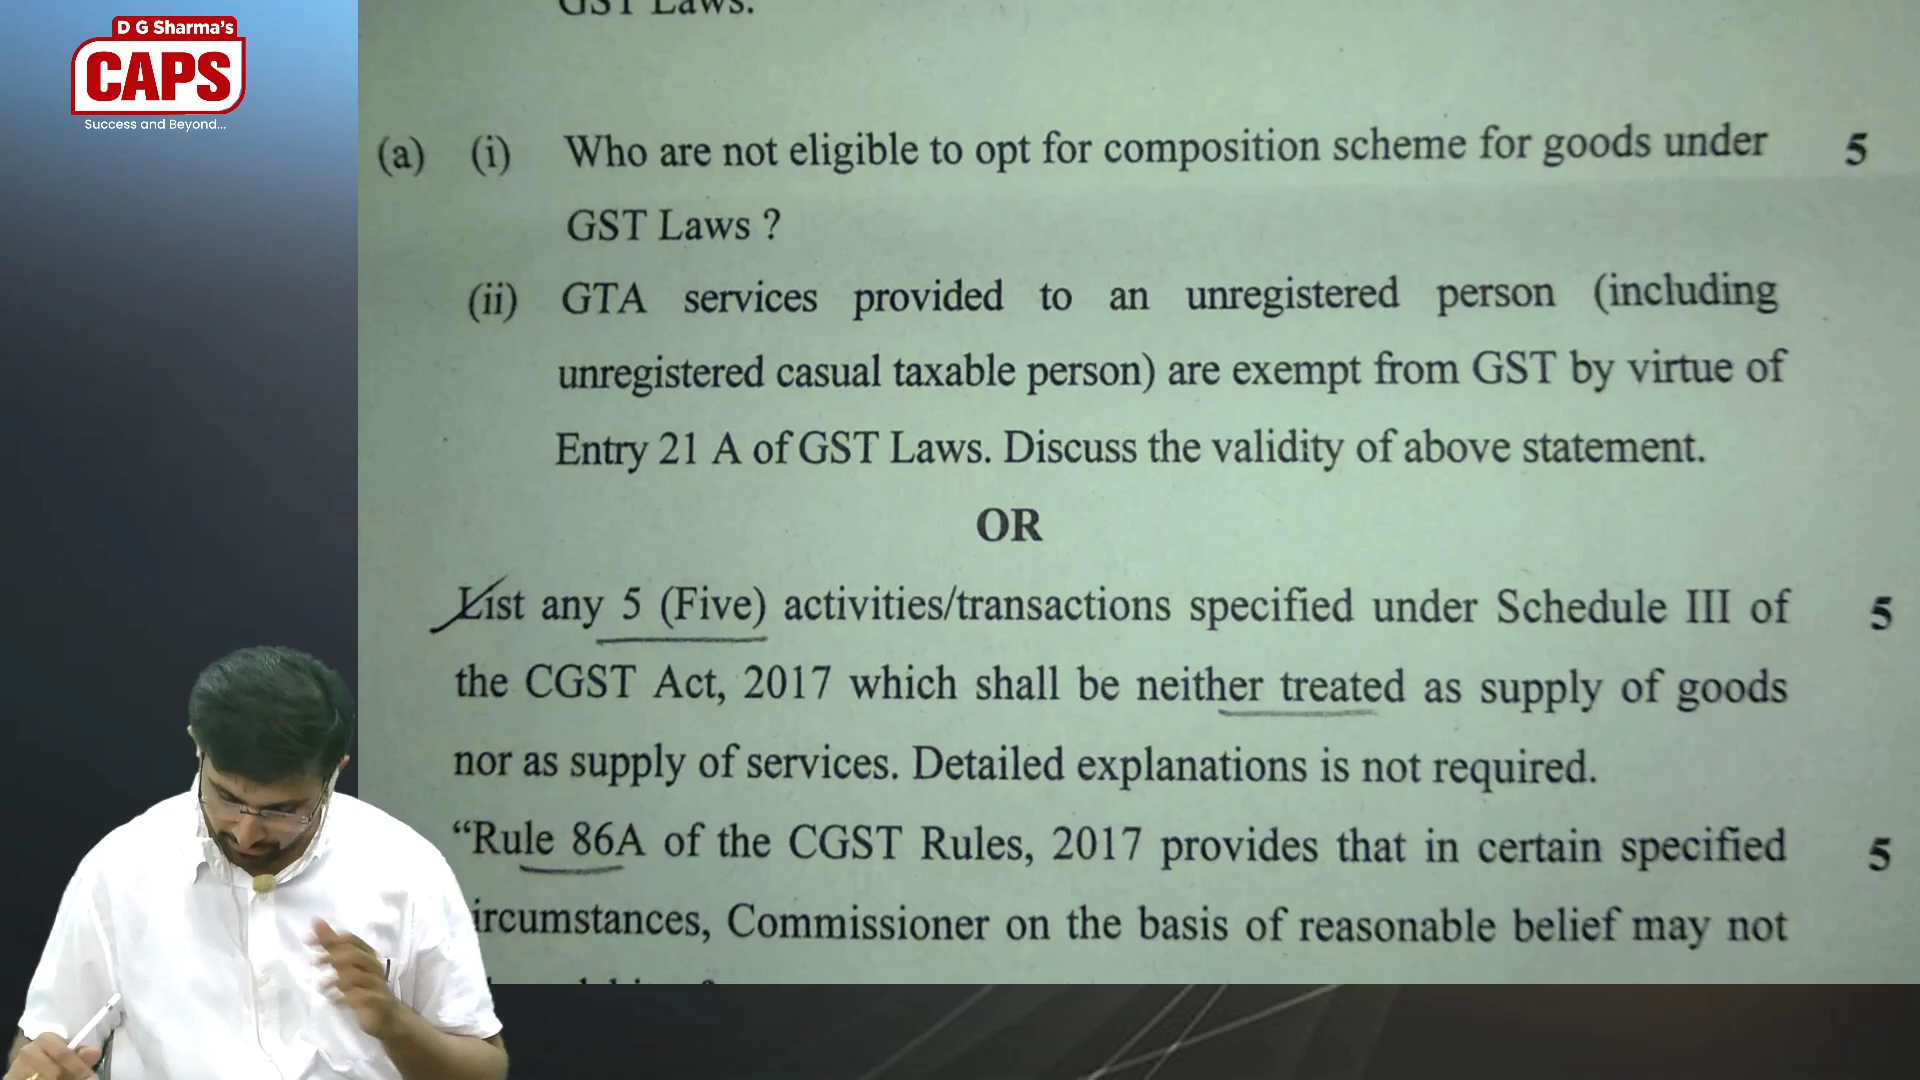 D G Sharma's
CAPS
Success and Beyond...
GST Laws.
(a) (i) Who are not eligible to opt for composition scheme for goods under 5
GST Laws ?
(ii) GTA services provided to an unregistered person (including
unregistered casual taxable person) are exempt from GST by virtue of
Entry 21 A of GST Laws. Discuss the validity of above statement.
OR
List any 5 (Five) activities/transactions specified under Schedule III of 5
the CGST Act, 2017 which shall be neither treated as supply of goods
nor as supply of services. Detailed explanations is not required.
“Rule 86A of the CGST Rules, 2017 provides that in certain specified 5
ircumstances, Commissioner on the basis of reasonable belief may not